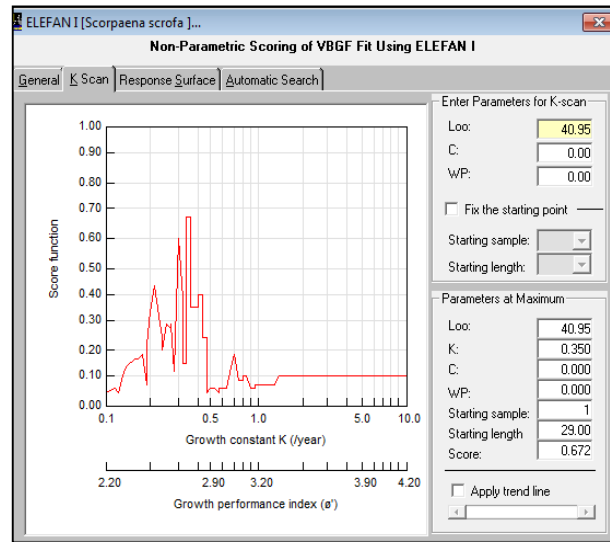 ELEFAN I [Scorpaena scrofa ]...
Non-Parametric Scoring of VBGF Fit Using ELEFAN I
General K Scan Response Surface Automatic Search
1.00
0.90
0.80
0.70
0.60
0.50
0.40
0.30
0.20
0.10
0.00
Score function
0.1 0.5 1.0 5.0 10.0
Growth constant K (/year)
2.20 2.90 3.20 3.90 4.20
Growth performance index (ø')
Enter Parameters for K-scan
Loo: 40.95
C: 0.00
WP: 0.00
Fix the starting point
Starting sample:
Starting length:
Parameters at Maximum
Loo: 40.95
K: 0.350
C: 0.000
WP: 0.000
Starting sample: 1
Starting length 29.00
Score: 0.672
Apply trend line